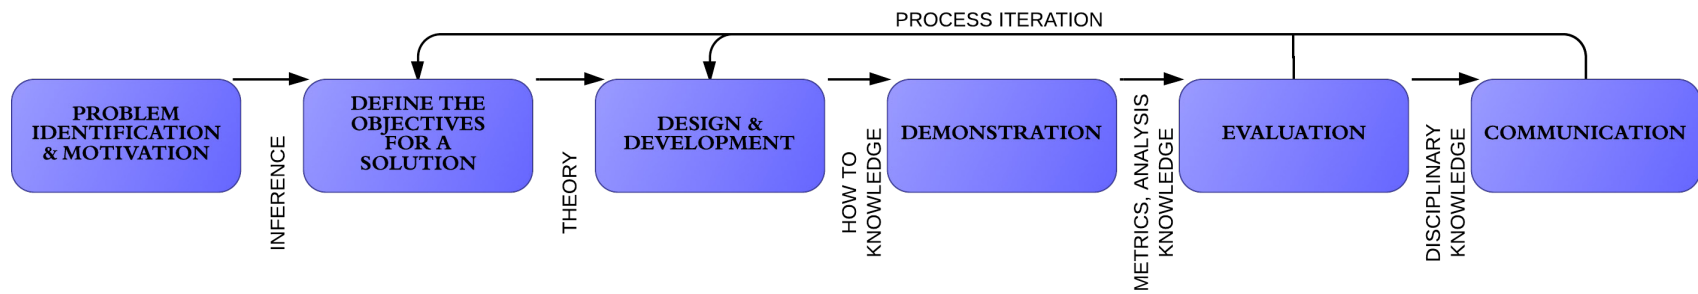 PROCESS ITERATION
PROBLEM
IDENTIFICATION
& MOTIVATION
INFERENCE
DEFINE THE
OBJECTIVES
FOR A
SOLUTION
THEORY
DESIGN &
DEVELOPMENT
HOW TO
KNOWLEDGE
DEMONSTRATION
METRICS, ANALYSIS
KNOWLEDGE
EVALUATION
DISCIPLINARY
KNOWLEDGE
COMMUNICATION